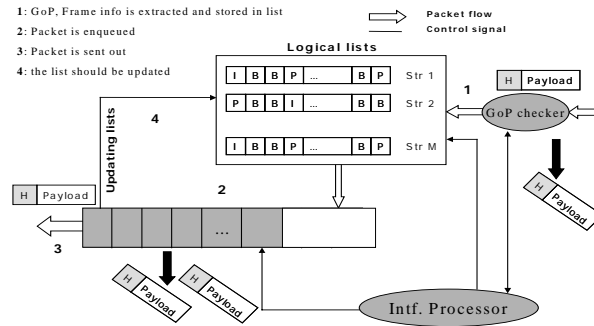 1: GoP, Frame info is extracted and stored in list
2: Packet is enqueued
3: Packet is sent out
4: the list should be updated
Packet flow
Control signal
Logical lists
I B B P ... B P Str 1
P B B I ... B B Str 2
I B B P ... B P Str M
1
H Payload
GoP checker
H Payload
4
Updating lists
2
H Payload
3
...
H Payload
H Payload
Intf. Processor